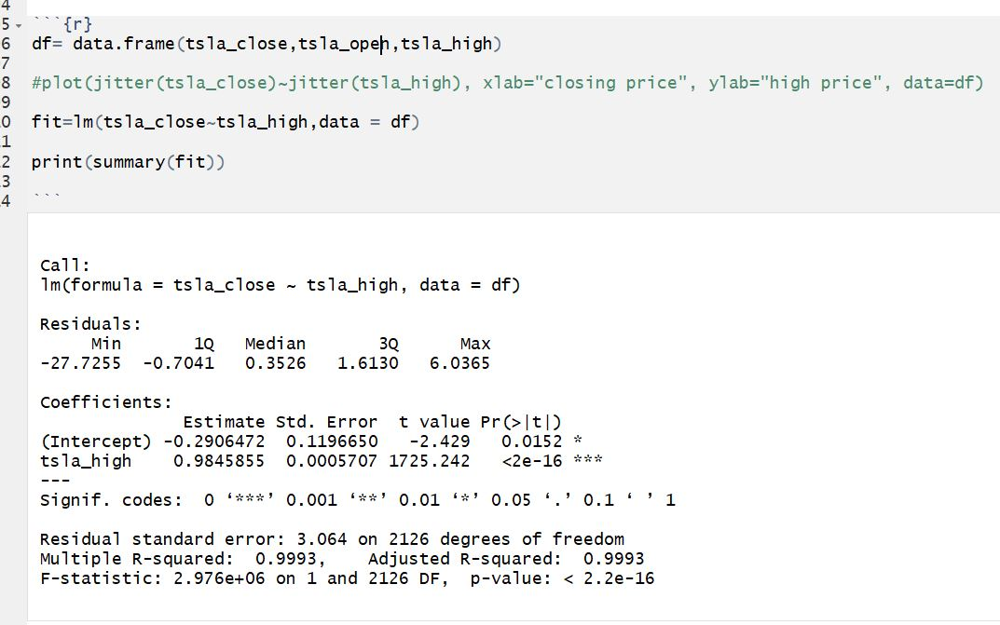 4
5 ```{r}
6 df= data.frame(tsla_close,tsla_open,tsla_high)
7
8 #plot(jitter(tsla_close)~jitter(tsla_high), xlab="closing price", ylab="high price", data=df)
9
0 fit=lm(tsla_close~tsla_high,data = df)
1
2 print(summary(fit))
3
4 ```
Call:
lm(formula = tsla_close ~ tsla_high, data = df)
Residuals:
Min 1Q Median 3Q Max
-27.7255 -0.7041 0.3526 1.6130 6.0365
Coefficients:
Estimate Std. Error t value Pr(>|t|)
(Intercept) -0.2906472 0.1196650 -2.429 0.0152 *
tsla_high 0.9845855 0.0005707 1725.242 <2e-16 ***
---
Signif. codes: 0 ‘***’ 0.001 ‘**’ 0.01 ‘*’ 0.05 ‘.’ 0.1 ‘ ’ 1
Residual standard error: 3.064 on 2126 degrees of freedom
Multiple R-squared: 0.9993, Adjusted R-squared: 0.9993
F-statistic: 2.976e+06 on 1 and 2126 DF, p-value: < 2.2e-16